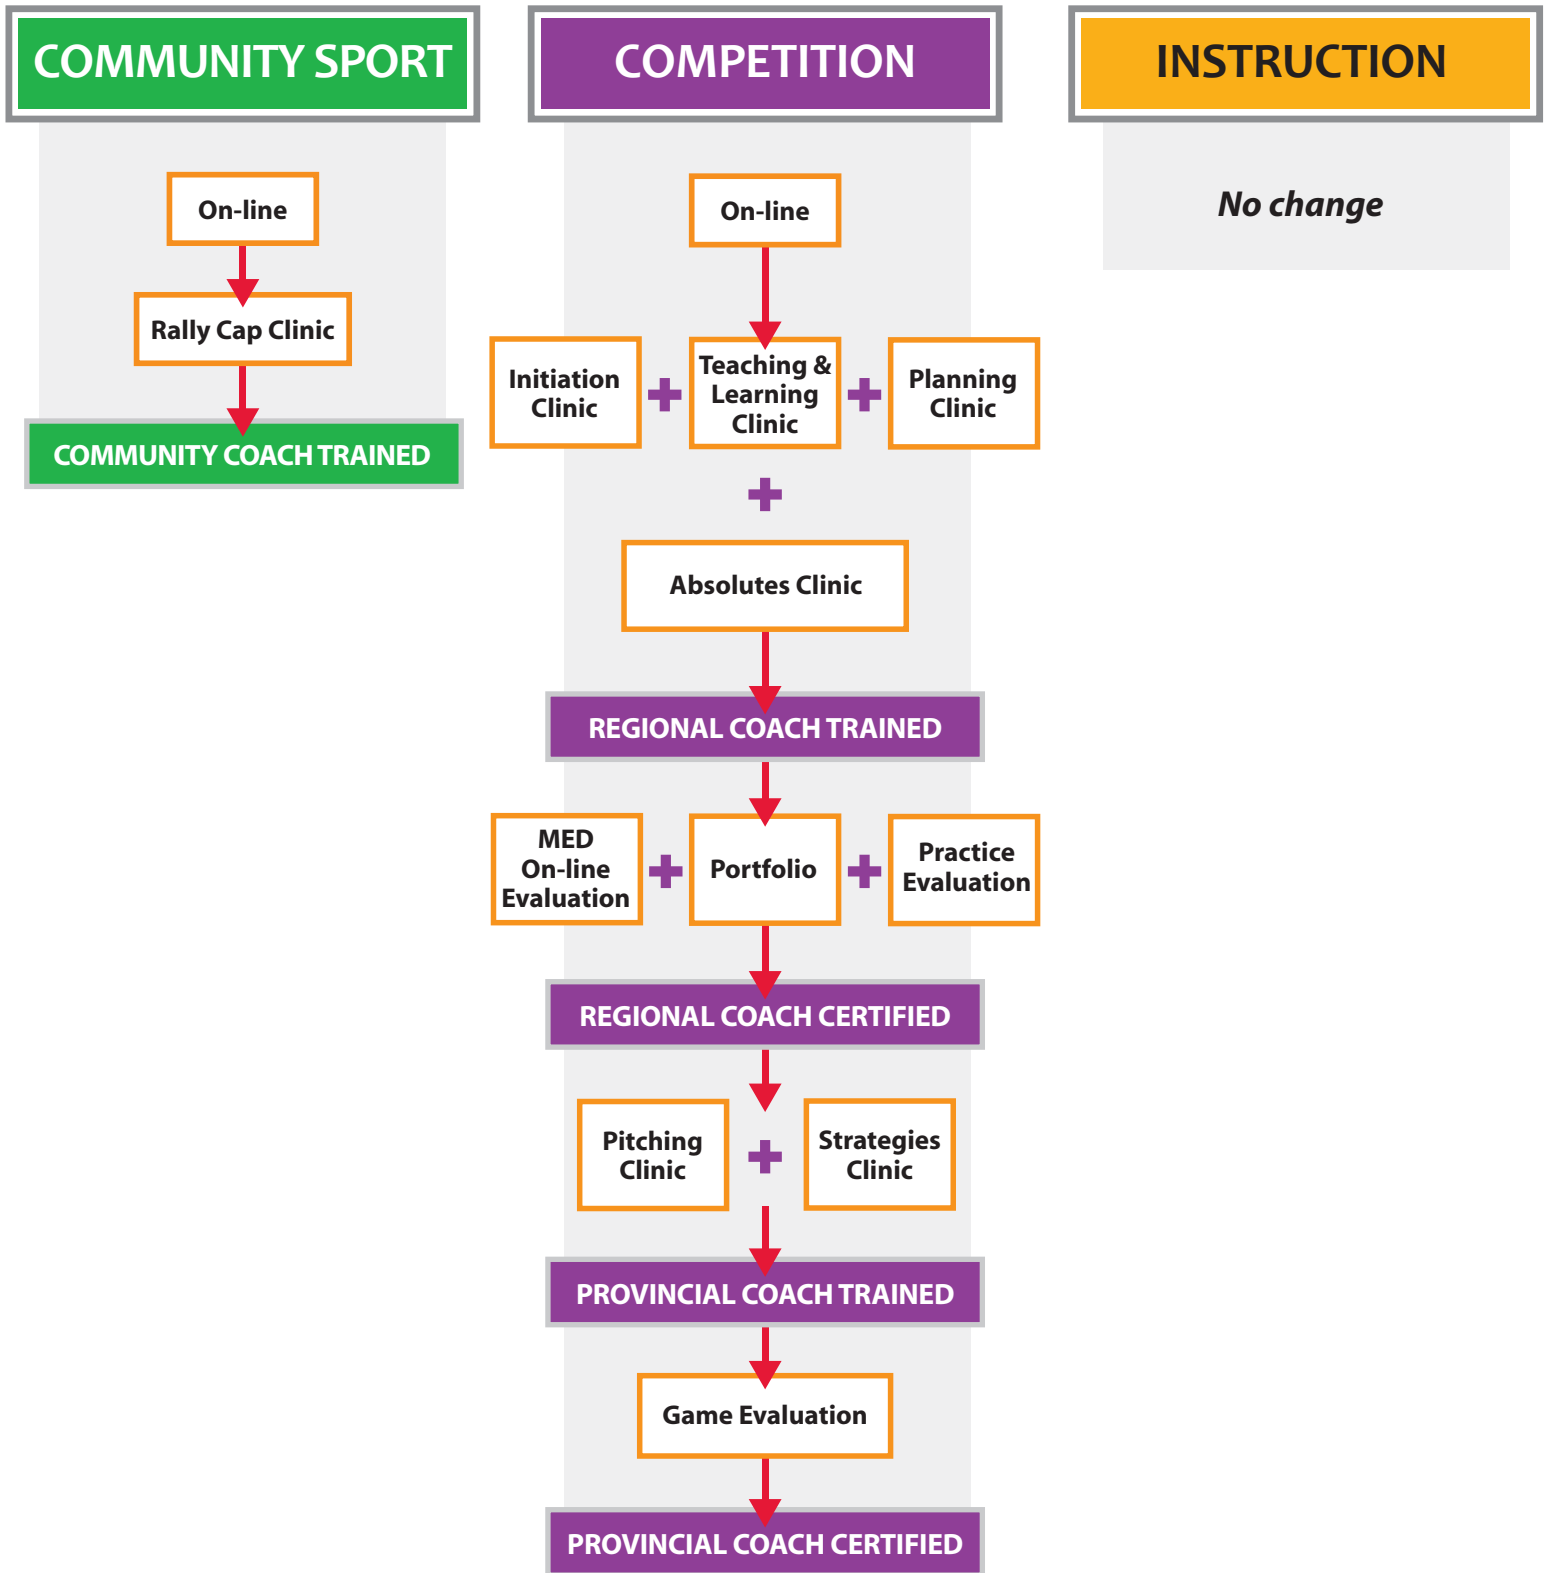 COMMUNITY SPORT
On-line
Rally Cap Clinic
COMMUNITY COACH TRAINED
COMPETITION
On-line
Initiation
Clinic
Teaching &
Learning
Clinic
Planning
Clinic
Absolutes Clinic
REGIONAL COACH TRAINED
MED
On-line
Evaluation
Portfolio
Practice
Evaluation
REGIONAL COACH CERTIFIED
Pitching
Clinic
Strategies
Clinic
PROVINCIAL COACH TRAINED
Game Evaluation
PROVINCIAL COACH CERTIFIED
INSTRUCTION
No change